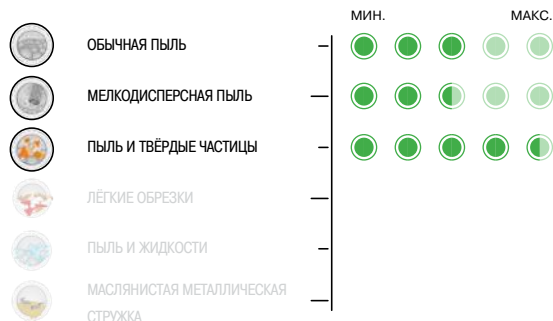 МИН. МАКС.
ОБЫЧНАЯ ПЫЛЬ
МЕЛКОДИСПЕРСНАЯ ПЫЛЬ
ПЫЛЬ И ТВЁРДЫЕ ЧАСТИЦЫ
ЛЁГКИЕ ОБРЕЗКИ
ПЫЛЬ И ЖИДКОСТИ
МАСЛЯНИСТАЯ МЕТАЛЛИЧЕСКАЯ
СТРУЖКА